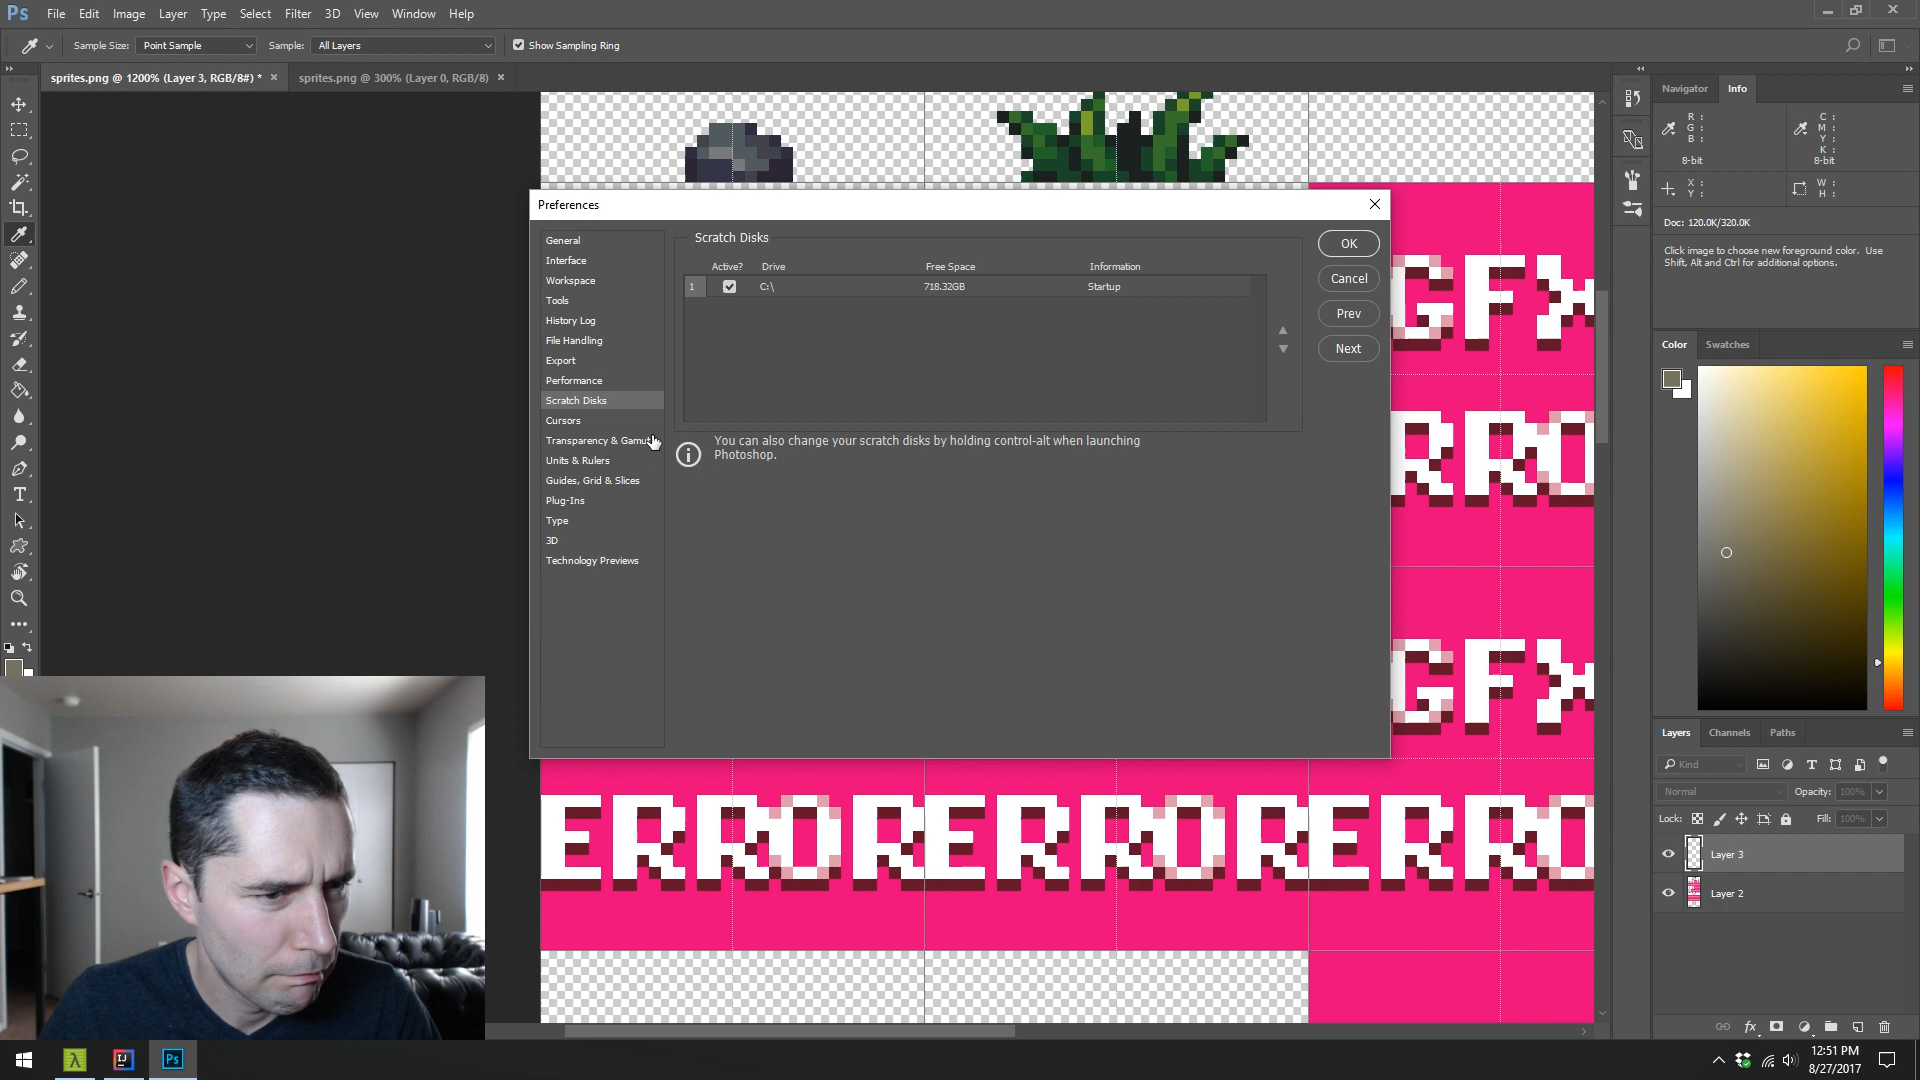 Ps File Edit Image Layer Type Select Filter 3D View Window Help
Sample Size: Point Sample Sample: All Layers Show Sampling Ring
sprites.png @ 1200% (Layer 3, RGB/8#) * × sprites.png @ 300% (Layer 0, RGB/8) ×
Preferences
General
Interface
Workspace
Tools
History Log
File Handling
Export
Performance
Scratch Disks
Cursors
Transparency & Gamut
Units & Rulers
Guides, Grid & Slices
Plug-Ins
Type
3D
Technology Previews
Scratch Disks
Active? Drive Free Space Information
1 C:\ 718.32GB Startup
You can also change your scratch disks by holding control-alt when launching
Photoshop.
OK
Cancel
Prev
Next
GFX
RRO
GFX
ERRORERRORERRO
Navigator Info
R : C :
G : M :
B : Y :
K :
8-bit 8-bit
X : W :
Y : H :
Doc: 120.0K/320.0K
Click image to choose new foreground color. Use
Shift, Alt and Ctrl for additional options.
Color Swatches
Layers Channels Paths
Kind
Normal Opacity: 100%
Lock: Fill: 100%
Layer 3
Layer 2
fx
IJ Ps
12:51 PM
8/27/2017